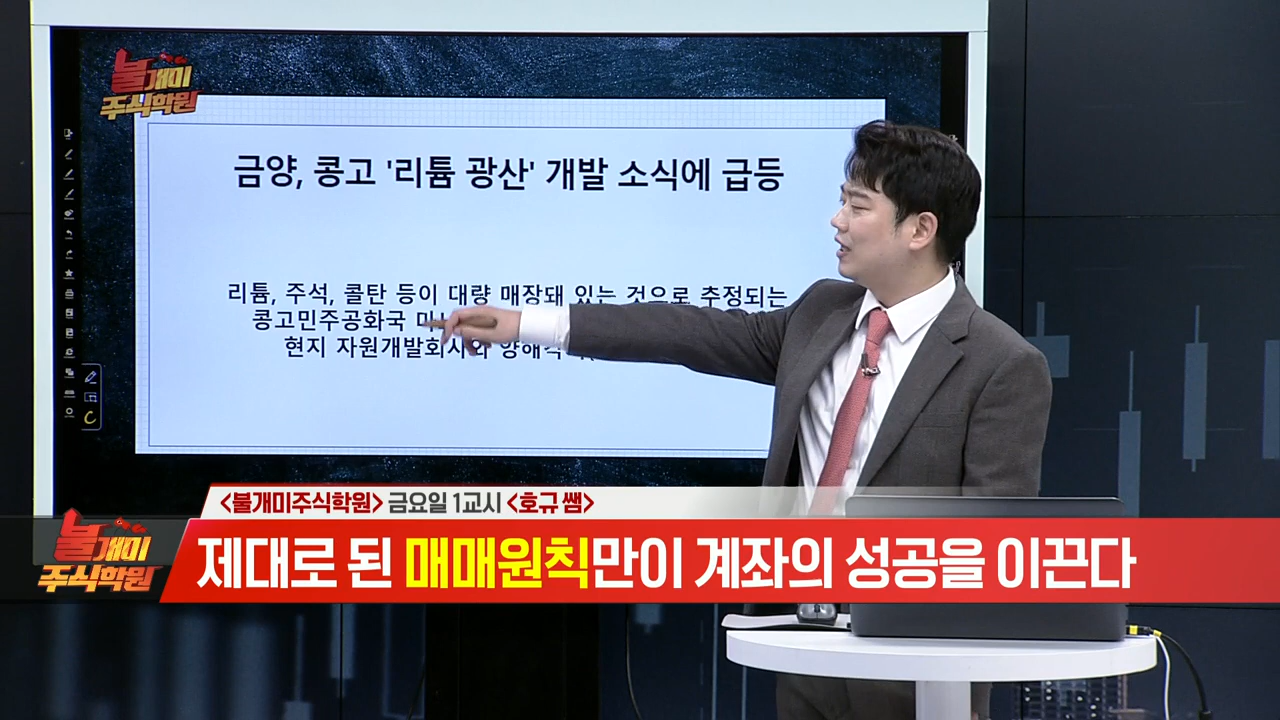 불개미
주식학원
금양, 콩고 '리튬 광산' 개발 소식에 급등
리튬, 주석, 콜탄 등이 대량 매장돼 있는 것으로 추정되는
콩고민주공화국
현지 자원개발회사와
<불개미주식학원> 금요일 1교시 <호규 쌤>
불개미
주식학원
제대로 된 매매원칙만이 계좌의 성공을 이끈다